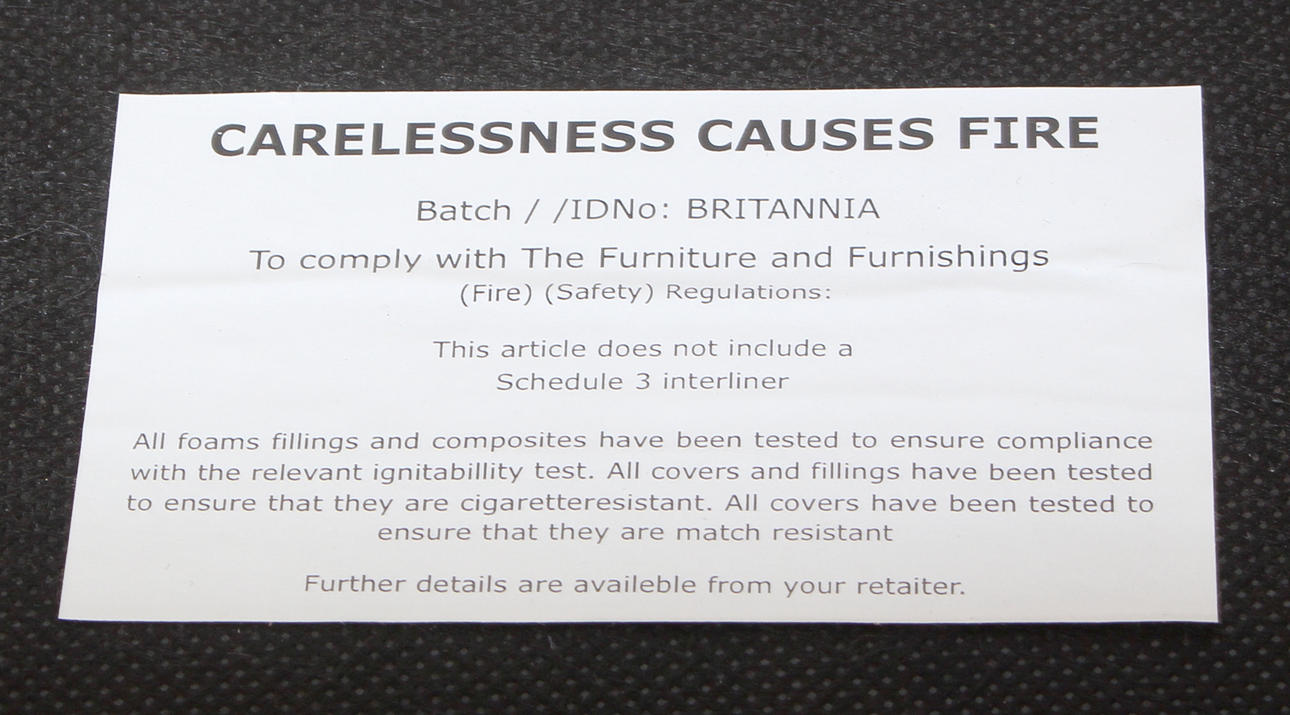 CARELESSNESS CAUSES FIRE
Batch / /IDNo: BRITANNIA
To comply with The Furniture and Furnishings
(Fire) (Safety) Regulations:
This article does not include a
Schedule 3 interliner
All foams fillings and composites have been tested to ensure compliance
with the relevant ignitabillity test. All covers and fillings have been tested
to ensure that they are cigaretteresistant. All covers have been tested to
ensure that they are match resistant
Further details are availeble from your retaiter.